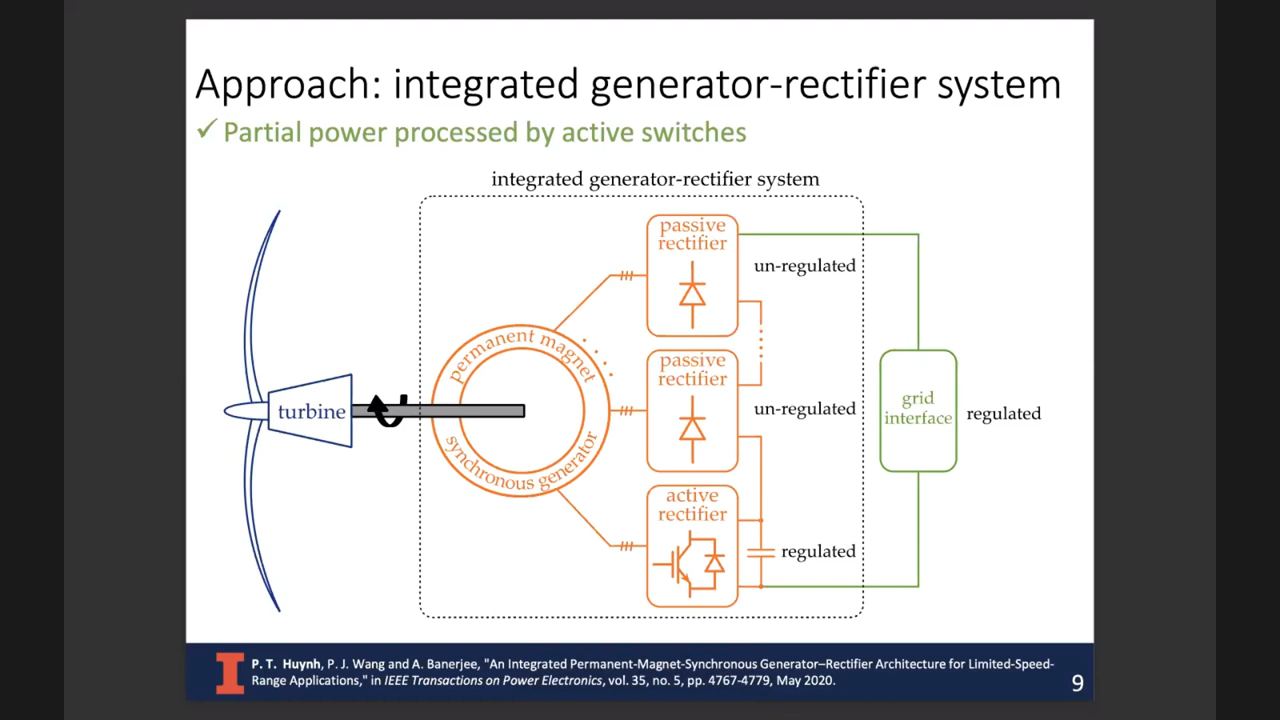 Approach: integrated generator-rectifier system
✓ Partial power processed by active switches
integrated generator-rectifier system
passive
rectifier
un-regulated
permanent magnet
synchronous generator
passive
rectifier
un-regulated
turbine
grid
interface
regulated
active
rectifier
regulated
P. T. Huynh, P. J. Wang and A. Banerjee, "An Integrated Permanent-Magnet-Synchronous Generator–Rectifier Architecture for Limited-Speed-
Range Applications," in IEEE Transactions on Power Electronics, vol. 35, no. 5, pp. 4767-4779, May 2020.
9